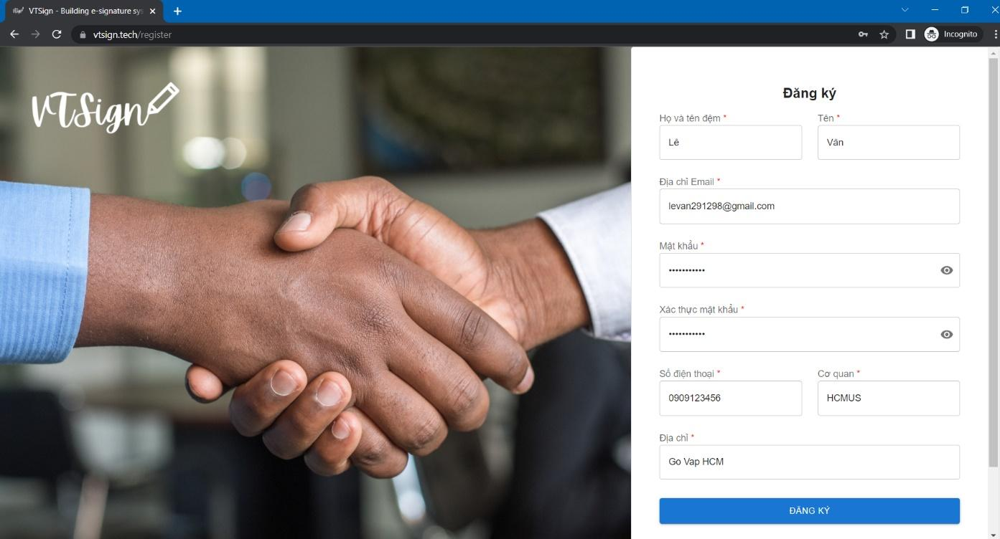 VTSign - Building e-signature sys
vtsign.tech/register
Incognito
VTSign
Đăng ký
Họ và tên đệm *
Tên *
Lê
Văn
Địa chỉ Email *
levan291298@gmail.com
Mật khẩu *
•••••••••••
Xác thực mật khẩu *
•••••••••••
Số điện thoại *
Cơ quan *
0909123456
HCMUS
Địa chỉ *
Go Vap HCM
ĐĂNG KÝ